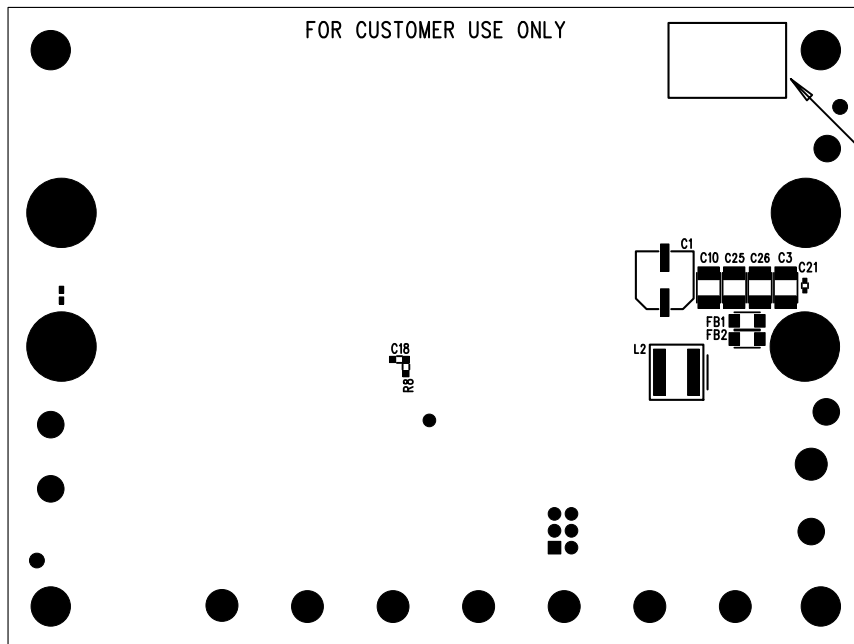 FOR CUSTOMER USE ONLY
C1
C10 C25 C26 C3
C21
FB1
FB2
L2
C18
R8